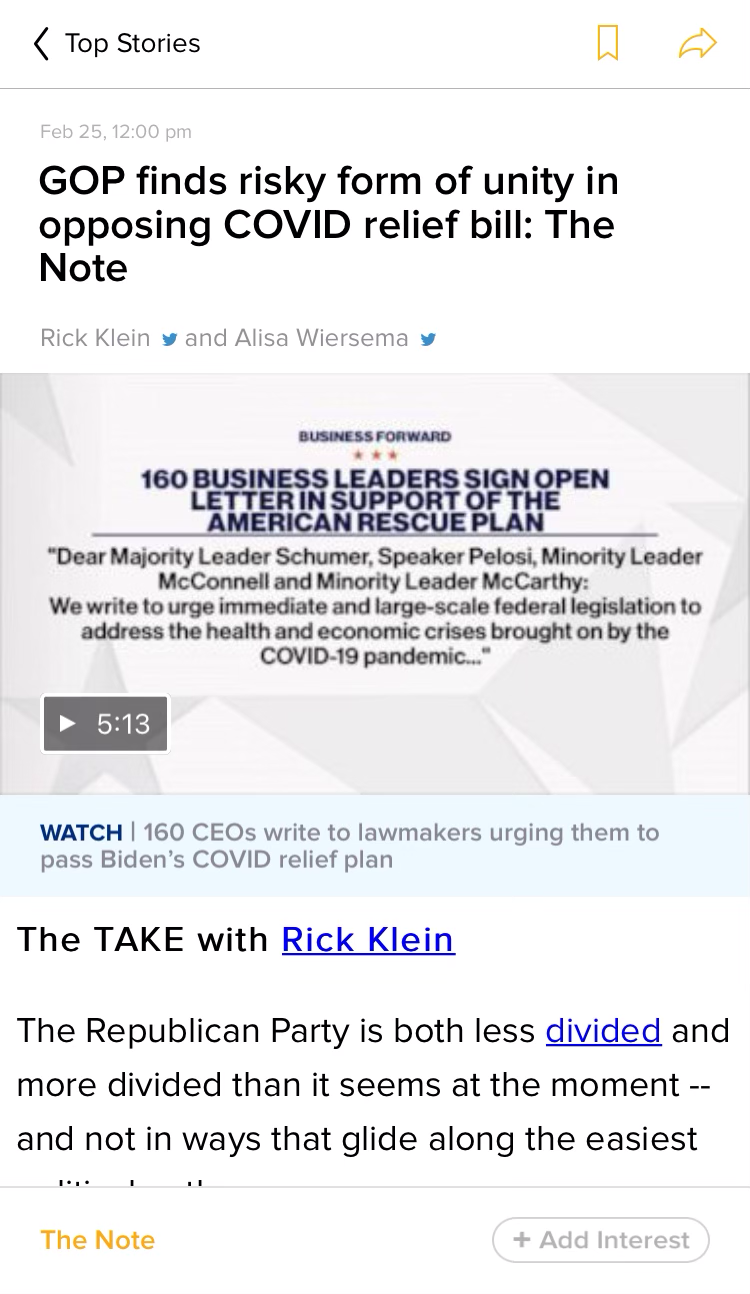 Top Stories
Feb 25, 12:00 pm
GOP finds risky form of unity in
opposing COVID relief bill: The
Note
Rick Klein and Alisa Wiersema
BUSINESS FORWARD
160 BUSINESS LEADERS SIGN OPEN
LETTER IN SUPPORT OF THE
AMERICAN RESCUE PLAN
"Dear Majority Leader Schumer, Speaker Pelosi, Minority Leader
McConnell and Minority Leader McCarthy:
We write to urge immediate and large-scale federal legislation to
address the health and economic crises brought on by the
COVID-19 pandemic..."
5:13
WATCH | 160 CEOs write to lawmakers urging them to
pass Biden’s COVID relief plan
The TAKE with Rick Klein
The Republican Party is both less divided and
more divided than it seems at the moment --
and not in ways that glide along the easiest
The Note
+ Add Interest